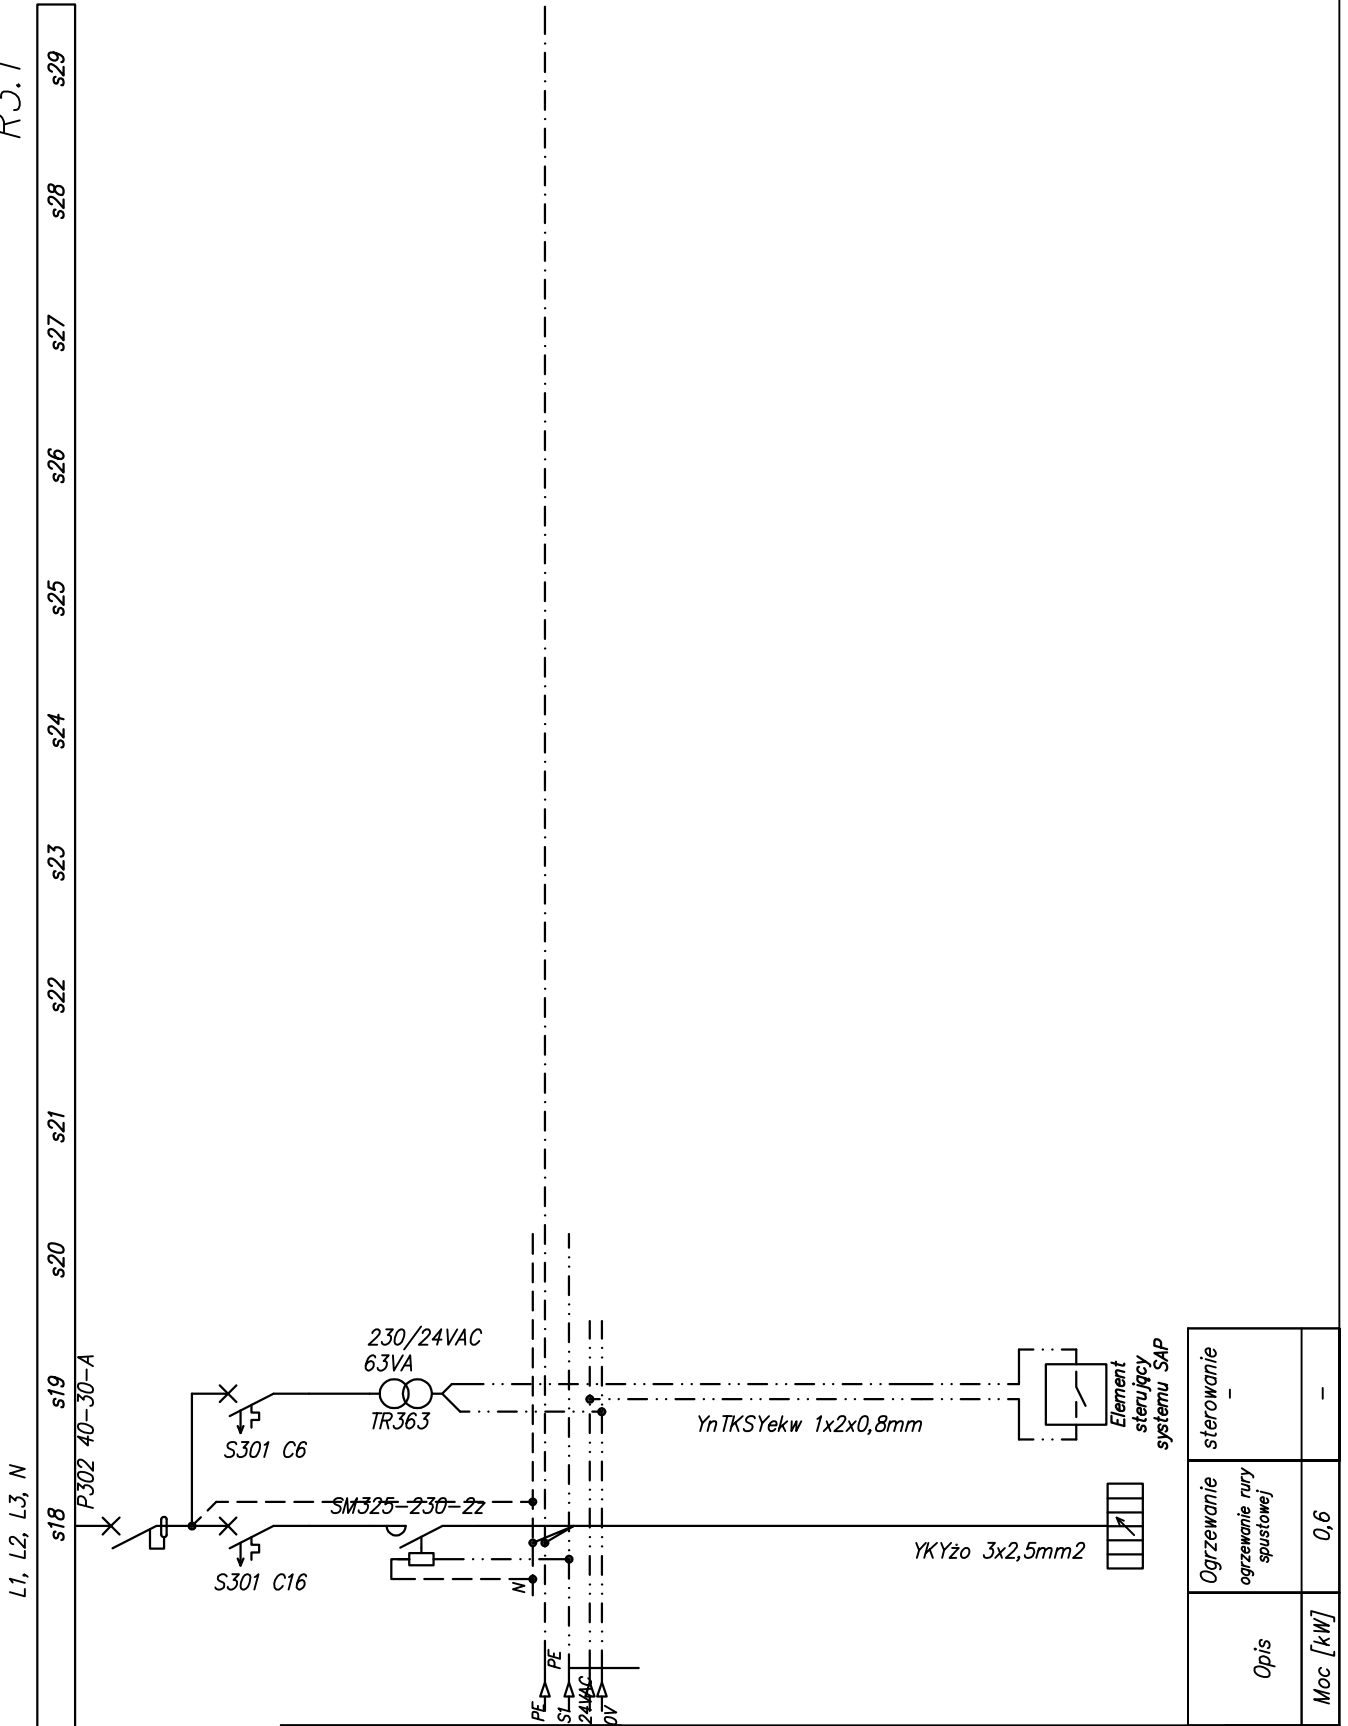 L1, L2, L3, N
s18
s19
s20
s21
s22
s23
s24
s25
s26
s27
s28
s29
P302 40-30-A
S301 C16
S301 C6
SM325-230-2z
230/24VAC
63VA
TR363
N
PE
PE
S1
24VAC
0V
YnTKSYekw 1x2x0,8mm
YKYżo 3x2,5mm2
Element
sterujący
systemu SAP
Opis
Ogrzewanie
ogrzewanie rury
spustowej
sterowanie
-
Moc [kW]
0,6
-